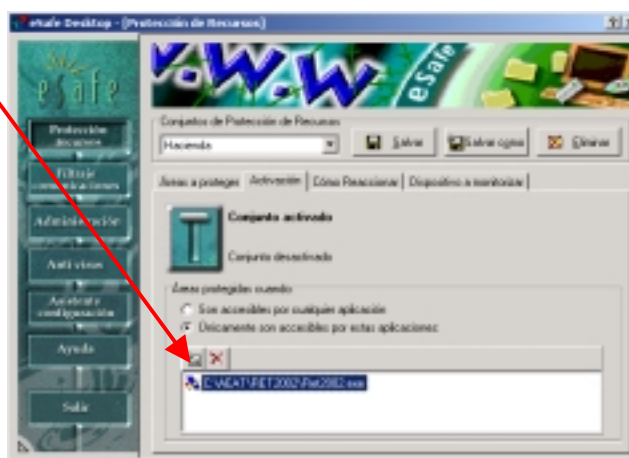 eSafe Desktop - [Protección de Recursos]
eSafe
V.W.W
eSafe
Protección
recursos
Filtraje
comunicaciones
Administración
Anti virus
Asistente
configuración
Ayuda
Salir
Conjuntos de Protección de Recursos
Hacienda
Salvar
Salvar como
Eliminar
Areas a proteger
Activación
Cómo Reaccionar
Dispositivo a monitorizar
Conjunto activado
Conjunto desactivado
Areas protegidas cuando
Son accesibles por cualquier aplicación
Únicamente son accesibles por estas aplicaciones:
C:\AEAT\RET2002\Ret2002.exe